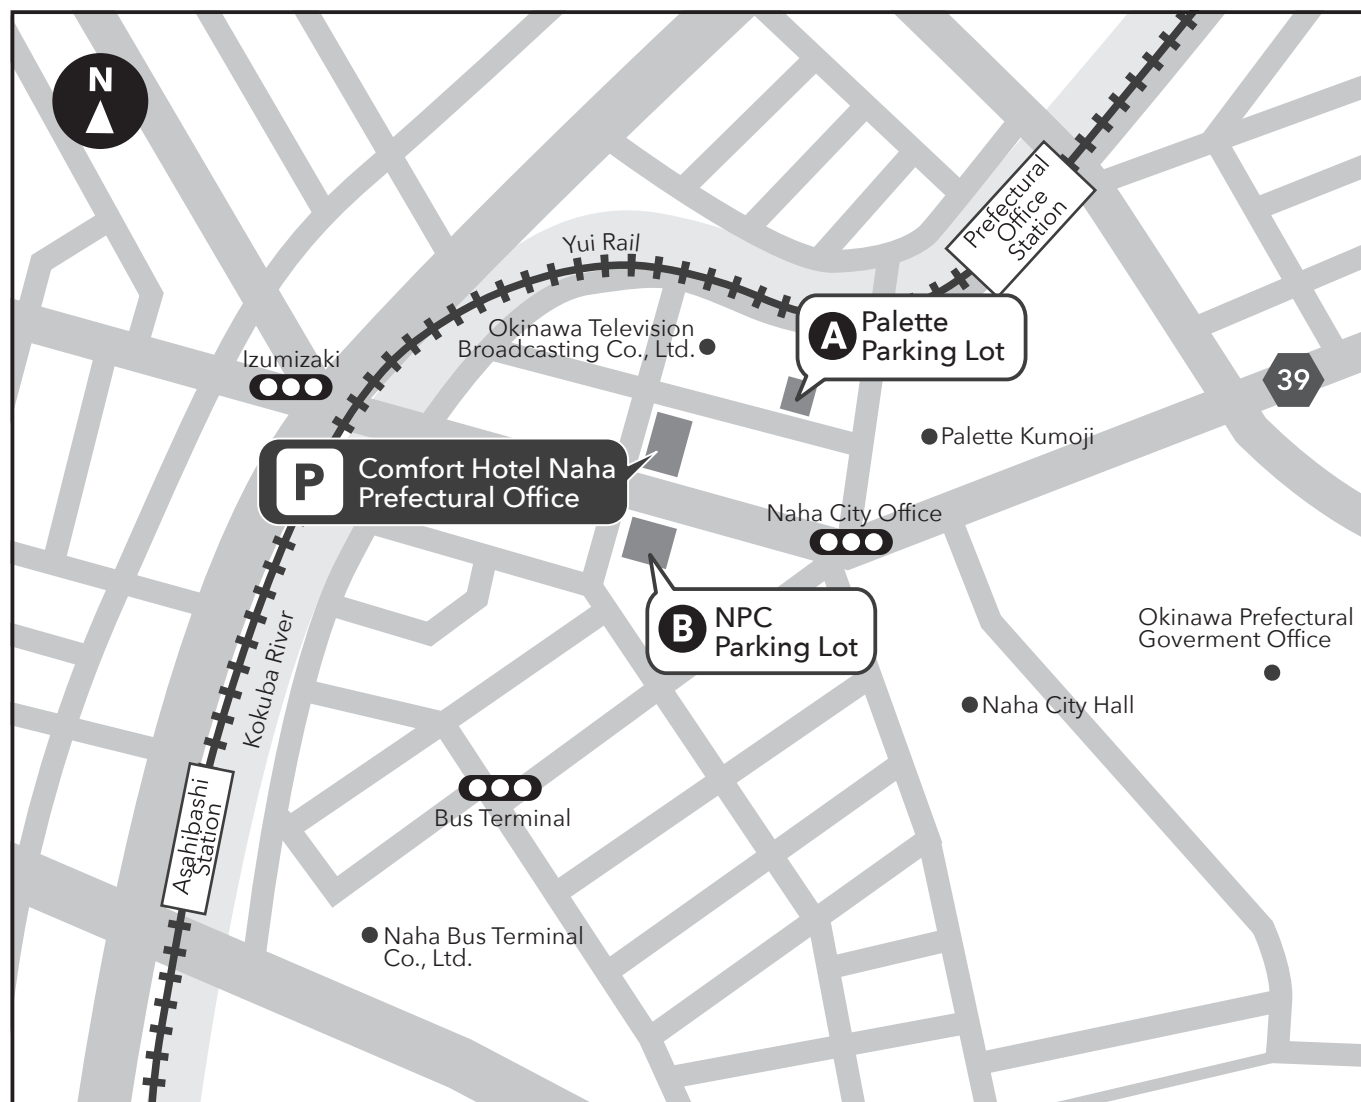 N
Prefectural
Office
Station
Yui Rail
Okinawa Television
Broadcasting Co., Ltd.
A
Palette
Parking Lot
Izumizaki
39
Palette Kumoji
P
Comfort Hotel Naha
Prefectural Office
Naha City Office
B
NPC
Parking Lot
Okinawa Prefectural
Goverment Office
Kokuba River
Naha City Hall
Asahibashi
Station
Bus Terminal
Naha Bus Terminal
Co., Ltd.